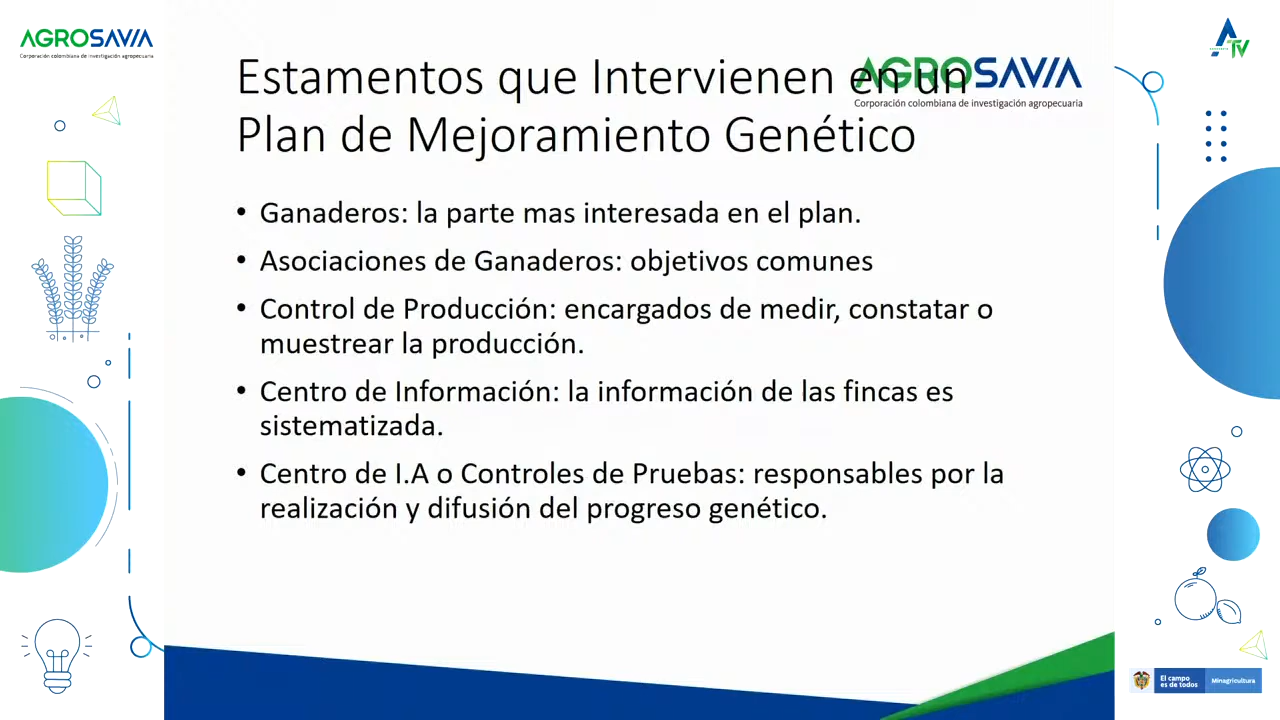 AGROSAVIA
Corporación colombiana de investigación agropecuaria
ATV
Estamentos que Intervienen en un
AGROSAVIA
Corporación colombiana de investigación agropecuaria
Plan de Mejoramiento Genético
• Ganaderos: la parte mas interesada en el plan.
• Asociaciones de Ganaderos: objetivos comunes
• Control de Producción: encargados de medir, constatar o
muestrear la producción.
• Centro de Información: la información de las fincas es
sistematizada.
• Centro de I.A o Controles de Pruebas: responsables por la
realización y difusión del progreso genético.
El campo
es de todos
Minagricultura